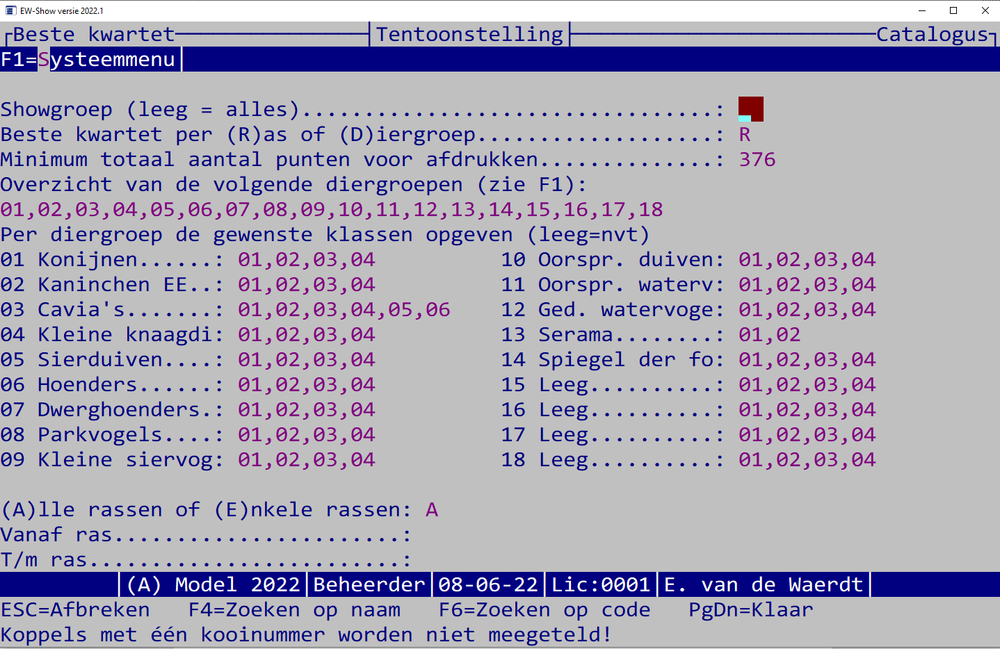 EW-Show versie 2022.1
Beste kwartet Tentoonstelling Catalogus
F1=Systeemmenu
Showgroep (leeg = alles).................................:
Beste kwartet per (R)as of (D)iergroep...................: R
Minimum totaal aantal punten voor afdrukken..............: 376
Overzicht van de volgende diergroepen (zie F1):
01,02,03,04,05,06,07,08,09,10,11,12,13,14,15,16,17,18
Per diergroep de gewenste klassen opgeven (leeg=nvt)
01 Konijnen......: 01,02,03,04 10 Oorspr. duiven: 01,02,03,04
02 Kaninchen EE..: 01,02,03,04 11 Oorspr. waterv: 01,02,03,04
03 Cavia's.......: 01,02,03,04,05,06 12 Ged. watervoge: 01,02,03,04
04 Kleine knaagdi: 01,02,03,04 13 Serama........: 01,02
05 Sierduiven....: 01,02,03,04 14 Spiegel der fo: 01,02,03,04
06 Hoenders......: 01,02,03,04 15 Leeg..........: 01,02,03,04
07 Dwerghoenders.: 01,02,03,04 16 Leeg..........: 01,02,03,04
08 Parkvogels....: 01,02,03,04 17 Leeg..........: 01,02,03,04
09 Kleine siervog: 01,02,03,04 18 Leeg..........: 01,02,03,04
(A)lle rassen of (E)nkele rassen: A
Vanaf ras.......................:
T/m ras.........................:
(A) Model 2022 Beheerder 08-06-22 Lic:0001 E. van de Waerdt
ESC=Afbreken F4=Zoeken op naam F6=Zoeken op code PgDn=Klaar
Koppels met één kooinummer worden niet meegeteld!